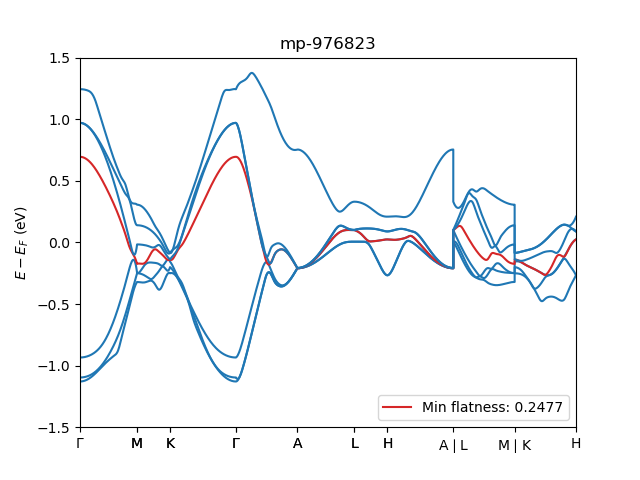 mp-976823
E − E_F (eV)
1.5
1.0
0.5
0.0
−0.5
−1.0
−1.5
Min flatness: 0.2477
Γ M K Γ A L H A | L M | K H